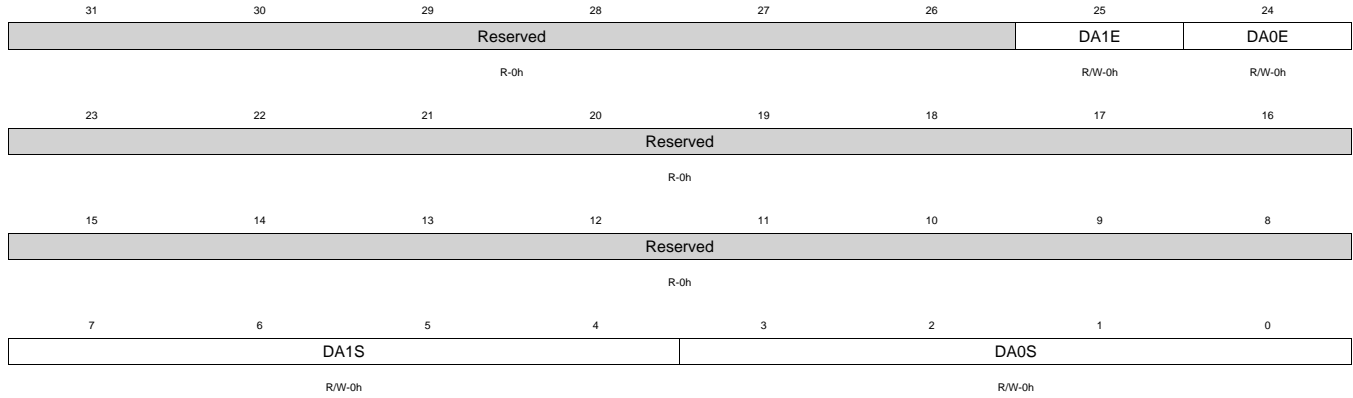 31 30 29 28 27 26 25 24
Reserved DA1E DA0E
R-0h R/W-0h R/W-0h
23 22 21 20 19 18 17 16
Reserved
R-0h
15 14 13 12 11 10 9 8
Reserved
R-0h
7 6 5 4 3 2 1 0
DA1S DA0S
R/W-0h R/W-0h